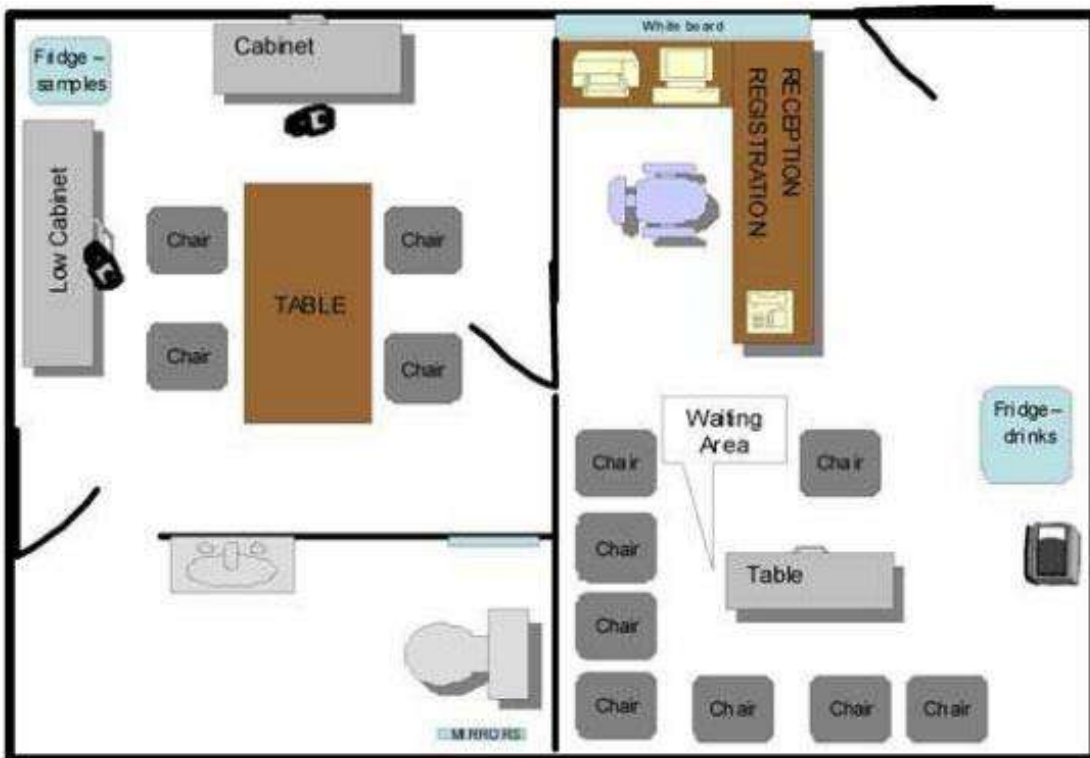 White board
Cabinet
Fridge –
samples
RECEPTION
REGISTRATION
Low Cabinet
Chair
Chair
TABLE
Chair
Chair
Waiting
Area
Fridge–
drinks
Chair
Chair
Chair
Table
Chair
Chair
Chair
Chair
Chair
MIRRORS